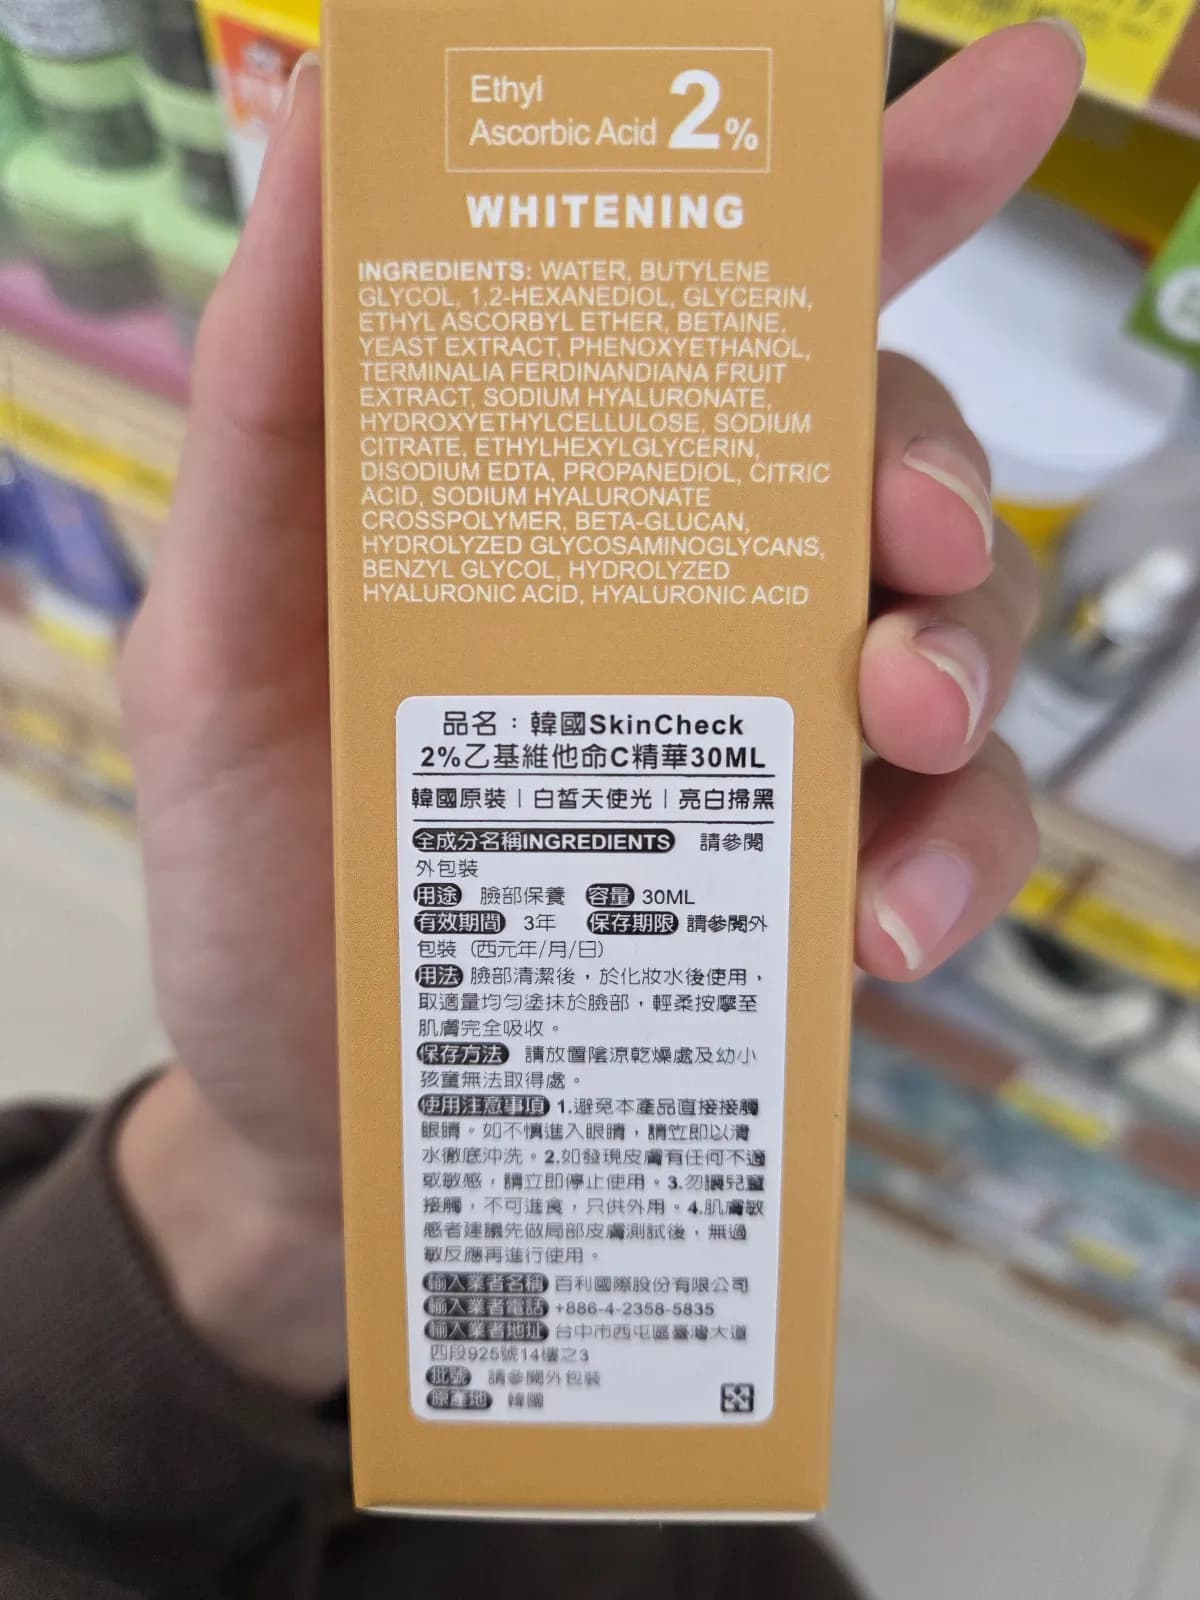 Ethyl
Ascorbic Acid 2%
WHITENING
INGREDIENTS: WATER, BUTYLENE
GLYCOL, 1,2-HEXANEDIOL, GLYCERIN,
ETHYL ASCORBYL ETHER, BETAINE,
YEAST EXTRACT, PHENOXYETHANOL,
TERMINALIA FERDINANDIANA FRUIT
EXTRACT, SODIUM HYALURONATE,
HYDROXYETHYLCELLULOSE, SODIUM
CITRATE, ETHYLHEXYLGLYCERIN,
DISODIUM EDTA, PROPANEDIOL, CITRIC
ACID, SODIUM HYALURONATE
CROSSPOLYMER, BETA-GLUCAN,
HYDROLYZED GLYCOSAMINOGLYCANS,
BENZYL GLYCOL, HYDROLYZED
HYALURONIC ACID, HYALURONIC ACID
品名：韓國SkinCheck
2%乙基維他命C精華30ML
韓國原裝｜白皙天使光｜亮白掃黑
全成分名稱INGREDIENTS 請參閱
外包裝
用途 臉部保養 容量 30ML
有效期間 3年 保存期限 請參閱外
包裝（西元年/月/日）
用法 臉部清潔後，於化妝水後使用，
取適量均勻塗抹於臉部，輕柔按摩至
肌膚完全吸收。
保存方法 請放置陰涼乾燥處及幼小
孩童無法取得處。
使用注意事項 1.避免本產品直接接觸
眼睛。如不慎進入眼睛，請立即以清
水徹底沖洗。2.如發現皮膚有任何不適
或敏感，請立即停止使用。3.勿讓兒童
接觸，不可進食，只供外用。4.肌膚敏
感者建議先做局部皮膚測試後，無過
敏反應再進行使用。
輸入業者名稱 百利國際股份有限公司
輸入業者電話 +886-4-2358-5835
輸入業者地址 台中市西屯區臺灣大道
四段925號14樓之3
批號 請參閱外包裝
原產地 韓國